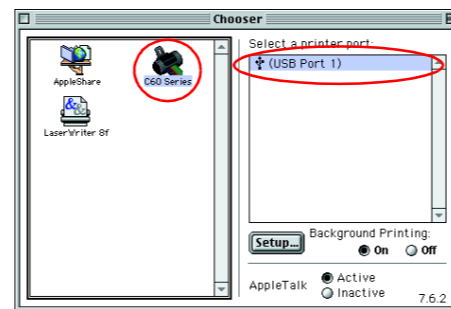 Chooser
AppleShare
C60 Series
LaserWriter 8f
Select a printer port:
(USB Port 1)
Setup...
Background Printing:
On Off
AppleTalk
Active
Inactive
7.6.2